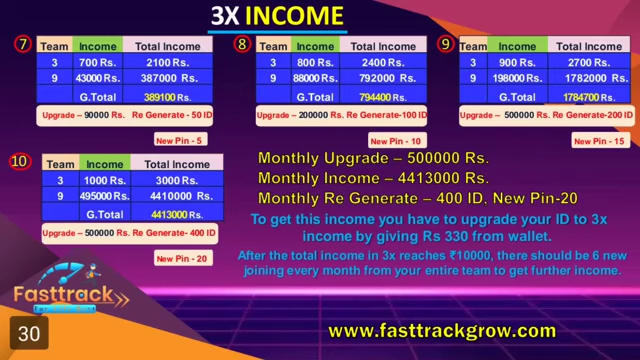 3X INCOME
7
Team Income Total Income
3 700 Rs. 2100 Rs.
9 43000 Rs. 387000 Rs.
G.Total 389100 Rs.
Upgrade – 90000 Rs. Re Generate - 50 ID
New Pin - 5
8
Team Income Total Income
3 800 Rs. 2400 Rs.
9 88000 Rs. 792000 Rs.
G.Total 794400 Rs.
Upgrade – 200000 Rs. Re Generate-100 ID
New Pin - 10
9
Team Income Total Income
3 900 Rs. 2700 Rs.
9 198000 Rs. 1782000 Rs.
G.Total 1784700 Rs.
Upgrade – 500000 Rs. Re Generate-200 ID
New Pin - 15
10
Team Income Total Income
3 1000 Rs. 3000 Rs.
9 495000 Rs. 4410000 Rs.
G.Total 4413000 Rs.
Upgrade – 500000 Rs. Re Generate- 400 ID
New Pin - 20
Monthly Upgrade – 500000 Rs.
Monthly Income – 4413000 Rs.
Monthly Re Generate – 400 ID, New Pin-20
To get this income you have to upgrade your ID to 3x
income by giving Rs 330 from wallet.
After the total income in 3x reaches ₹10000, there should be 6 new
joining every month from your entire team to get further income.
Fasttrack
30
www.fasttrackgrow.com